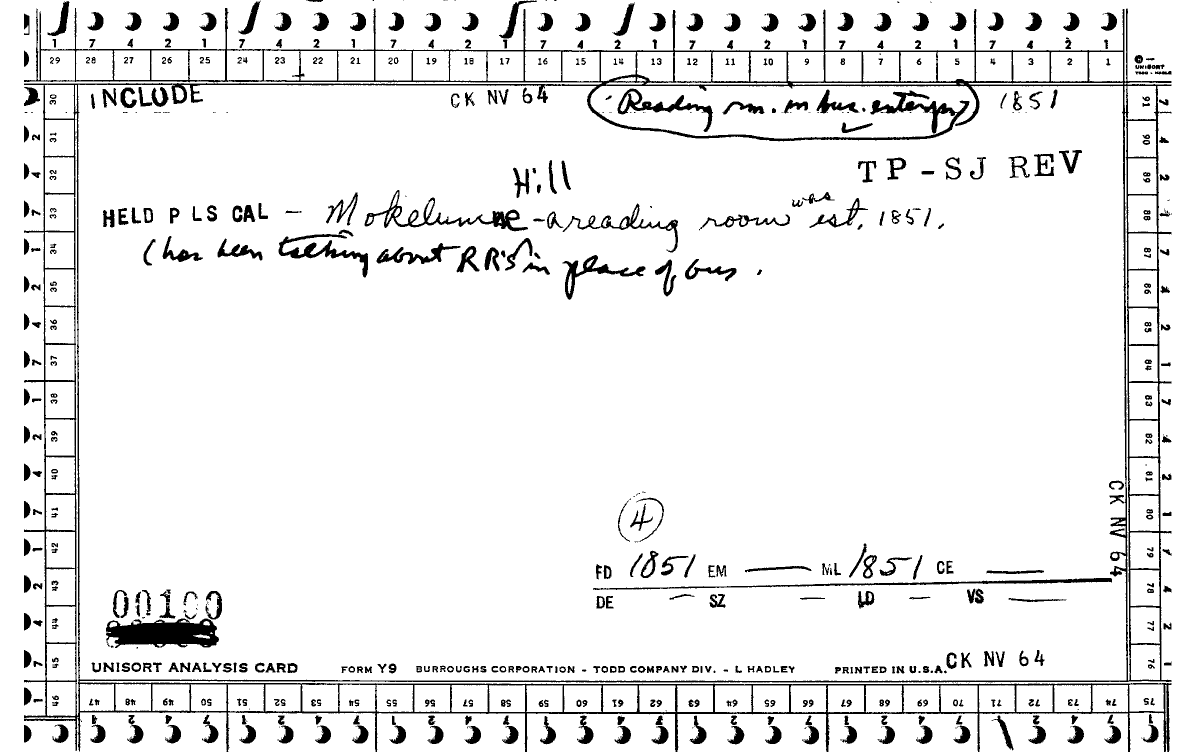 7 4 2 1 7 4 2 1 7 4 2 1 7 4 2 1 7 4 2 1 7 4 2 1 7 4 2 1
29 28 27 26 25 24 23 22 21 20 19 18 17 16 15 14 13 12 11 10 9 8 7 6 5 4 3 2 1
UNISORT
INCLUDE CK NV 64 Reading rm. in bus. enterp. 1851
TP-SJ REV
Hill
HELD P LS CAL - Mokelumne - a reading room was est. 1851.
(has been talking about RR's in place of bus.
4
FD 1851 EM — ML 1851 CE —
DE — SZ — LD — VS —
00100
UNISORT ANALYSIS CARD FORM Y9 BURROUGHS CORPORATION - TODD COMPANY DIV. - L HADLEY PRINTED IN U.S.A. CK NV 64
CK NV 64
30 31 32 33 34 35 36 37 38 39 40 41 42 43 44 45 46
47 48 49 50 51 52 53 54 55 56 57 58 59 60 61 62 63 64 65 66 67 68 69 70 71 72 73 74 75
76 77 78 79 80 81 82 83 84 85 86 87 88 89 90 91